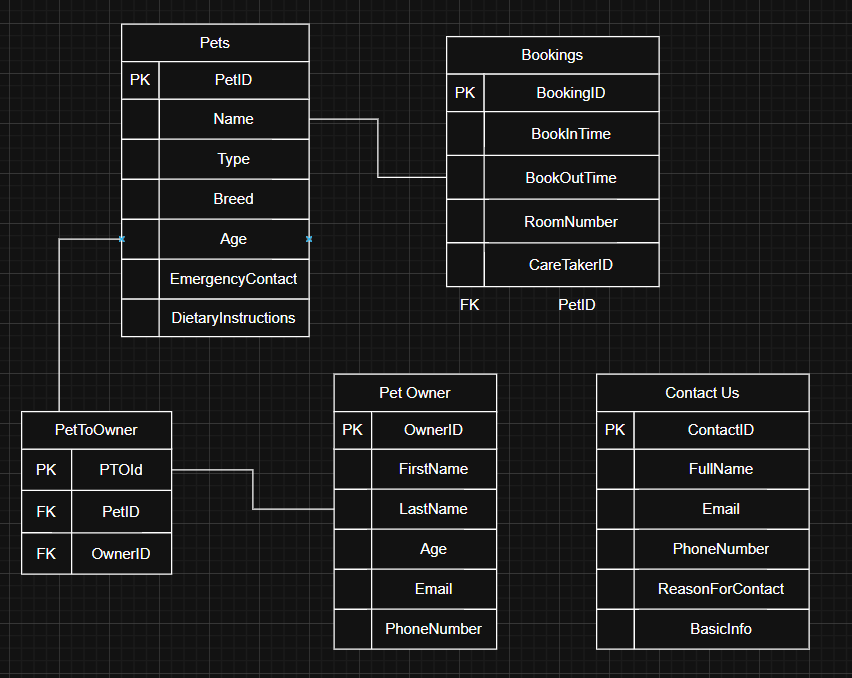 Pets
PK PetID
Name
Type
Breed
Age
EmergencyContact
DietaryInstructions
Bookings
PK BookingID
BookInTime
BookOutTime
RoomNumber
CareTakerID
FK PetID
PetToOwner
PK PTOId
FK PetID
FK OwnerID
Pet Owner
PK OwnerID
FirstName
LastName
Age
Email
PhoneNumber
Contact Us
PK ContactID
FullName
Email
PhoneNumber
ReasonForContact
BasicInfo